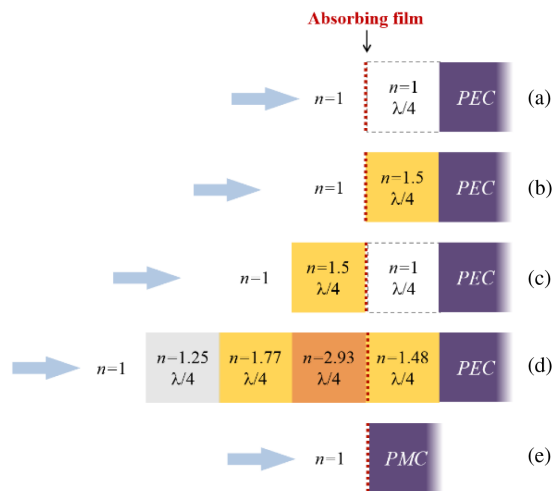 Absorbing film
n=1
n=1
λ/4
PEC
(a)
n=1
n=1.5
λ/4
PEC
(b)
n=1
n=1.5
λ/4
n=1
λ/4
PEC
(c)
n=1
n=1.25
λ/4
n=1.77
λ/4
n=2.93
λ/4
n=1.48
λ/4
PEC
(d)
n=1
PMC
(e)